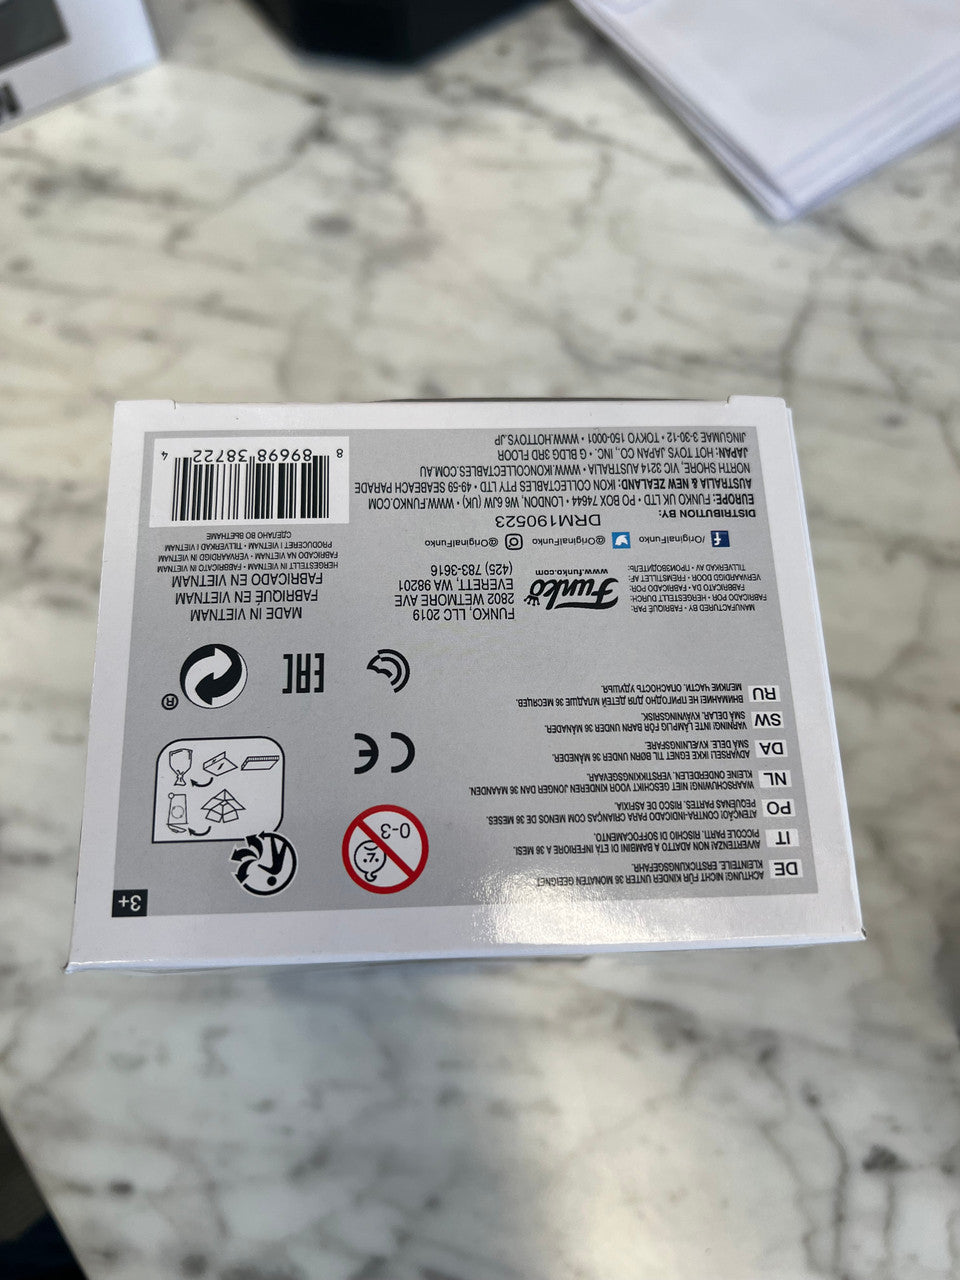 3+
0-3
DE
ACHTUNG! NICHT FÜR KINDER UNTER 36 MONATEN GEEIGNET
KLEINTEILE. ERSTICKUNGSGEFAHR.
IT
AVVERTENZA! NON ADATTO A BAMBINI DI ETÀ INFERIORE A 36 MESI.
PICCOLE PARTI. RISCHIO DI SOFFOCAMENTO.
PO
ATENÇÃO! CONTRA-INDICADO PARA CRIANÇAS COM MENOS DE 36 MESES.
PEQUENAS PARTES. RISCO DE ASFIXIA.
NL
WAARSCHUWING! NIET GESCHIKT VOOR KINDEREN JONGER DAN 36 MAANDEN.
KLEINE ONDERDELEN. VERSTIKKINGSGEVAAR.
DA
ADVARSEL! IKKE EGNET TIL BØRN UNDER 36 MÅNEDER.
SMÅ DELE. KVÆLNINGSFARE.
SW
VARNING! INTE LÄMPLIG FÖR BARN UNDER 36 MÅNADER.
SMÅ DELAR. KVÄVNINGSRISK.
RU
ВНИМАНИЕ! НЕ ПРИГОДНО ДЛЯ ДЕТЕЙ МЛАДШЕ 36 МЕСЯЦЕВ.
МЕЛКИЕ ЧАСТИ. ОПАСНОСТЬ УДУШЬЯ.
CE
EAC
®
MANUFACTURED BY • FABRIQUÉ PAR:
FABRICADO POR • HERGESTELLT DURCH:
FABBRICATO DA • FABRICADO POR:
VERVAARDIGD DOOR • FREMSTILLET AF:
TILLVERKAD AV • ПРОИЗВОДИТЕЛЬ:
Funko
www.funko.com
FUNKO, LLC 2019
2802 WETMORE AVE
EVERETT, WA 98201
(425) 783-3616
/OriginalFunko
@OriginalFunko
@OriginalFunko
DRM190523
MADE IN VIETNAM
FABRIQUÉ EN VIETNAM
FABRICADO EN VIETNAM
HERGESTELLT IN VIETNAM • FABBRICATO IN VIETNAM
FABRICADO NO VIETNAM • VERVAARDIGD IN VIETNAM
PRODUCERET I VIETNAM • TILLVERKAD I VIETNAM
СДЕЛАНО ВО ВЬЕТНАМЕ
DISTRIBUTION BY:
EUROPE: FUNKO UK LTD • PO BOX 74644 • LONDON, W6 6JW (UK) • WWW.FUNKO.COM
AUSTRALIA & NEW ZEALAND: IKON COLLECTABLES PTY LTD • 49-59 SEABEACH PARADE
NORTH SHORE, VIC, 3214 AUSTRALIA • WWW.IKONCOLLECTABLES.COM.AU
JAPAN: HOT TOYS JAPAN CO., INC. • G BLDG 3RD FLOOR
JINGUMAE 3-30-12 • TOKYO 150-0001 • WWW.HOTTOYS.JP
8 89698 38722 4